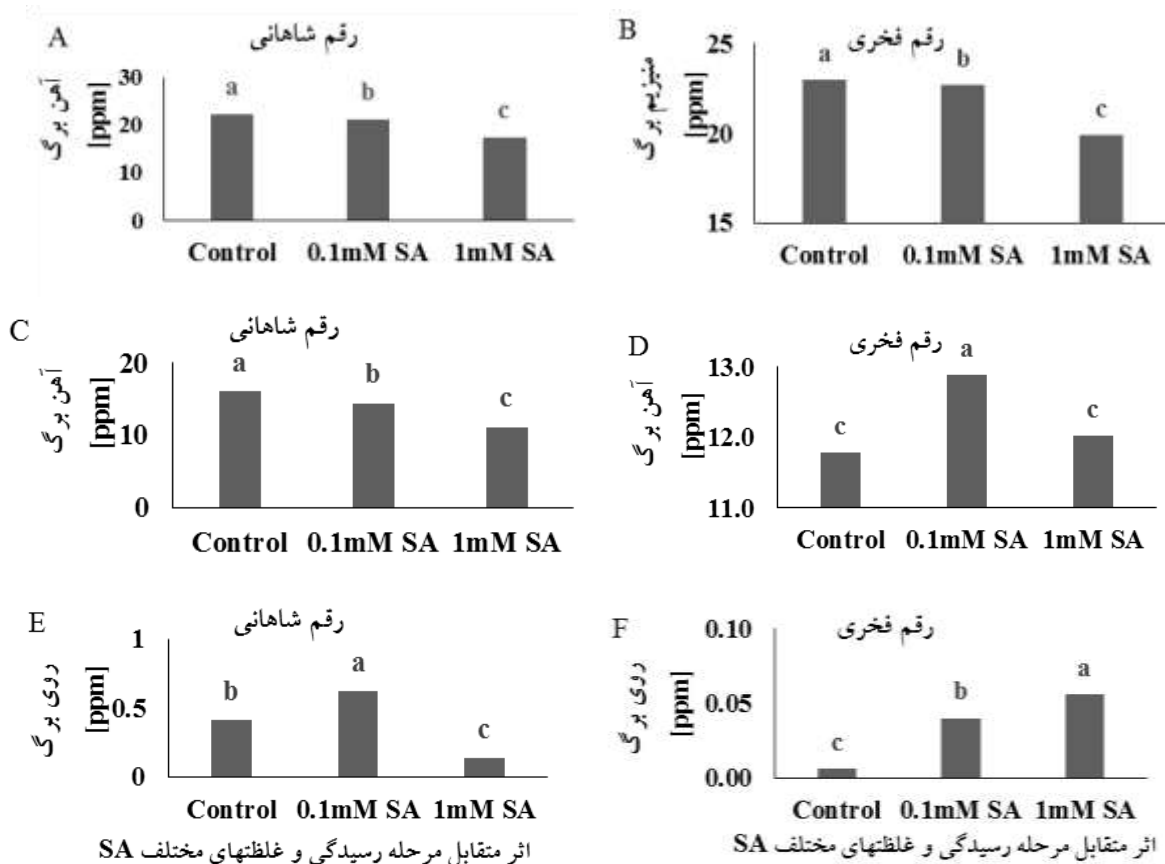 A
رقم شاهانی
آهن برگ
[ppm]
30
20
10
0
a
b
c
Control 0.1mM SA 1mM SA
B
رقم فخری
منیزیم برگ
[ppm]
25
20
15
a
b
c
Control 0.1mM SA 1mM SA
C
رقم شاهانی
آهن برگ
[ppm]
20
10
0
a
b
c
Control 0.1mM SA 1mM SA
D
رقم فخری
آهن برگ
[ppm]
13.0
12.0
11.0
c
a
c
Control 0.1mM SA 1mM SA
E
رقم شاهانی
روی برگ
[ppm]
1
0.5
0
b
a
c
Control 0.1mM SA 1mM SA
اثر متقابل مرحله رسیدگی و غلظتهای مختلف SA
F
رقم فخری
روی برگ
[ppm]
0.10
0.05
0.00
c
b
a
Control 0.1mM SA 1mM SA
اثر متقابل مرحله رسیدگی و غلظتهای مختلف SA